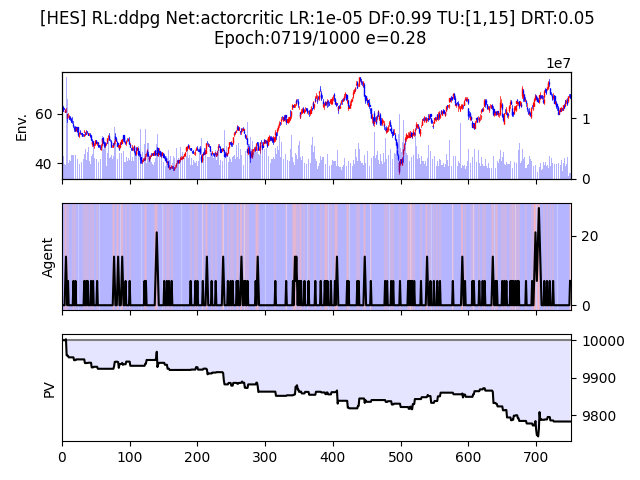 [HES] RL:ddpg Net:actorcritic LR:1e-05 DF:0.99 TU:[1,15] DRT:0.05
Epoch:0719/1000 e=0.28
1e7
Env.
60
40
1
0
Agent
20
0
PV
10000
9900
9800
0 100 200 300 400 500 600 700